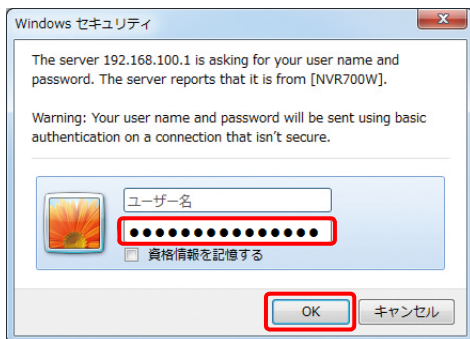 Windows セキュリティ
The server 192.168.100.1 is asking for your user name and
password. The server reports that it is from [NVR700W].
Warning: Your user name and password will be sent using basic
authentication on a connection that isn't secure.
ユーザー名
●●●●●●●●●●●●●●●
資格情報を記憶する
OK
キャンセル